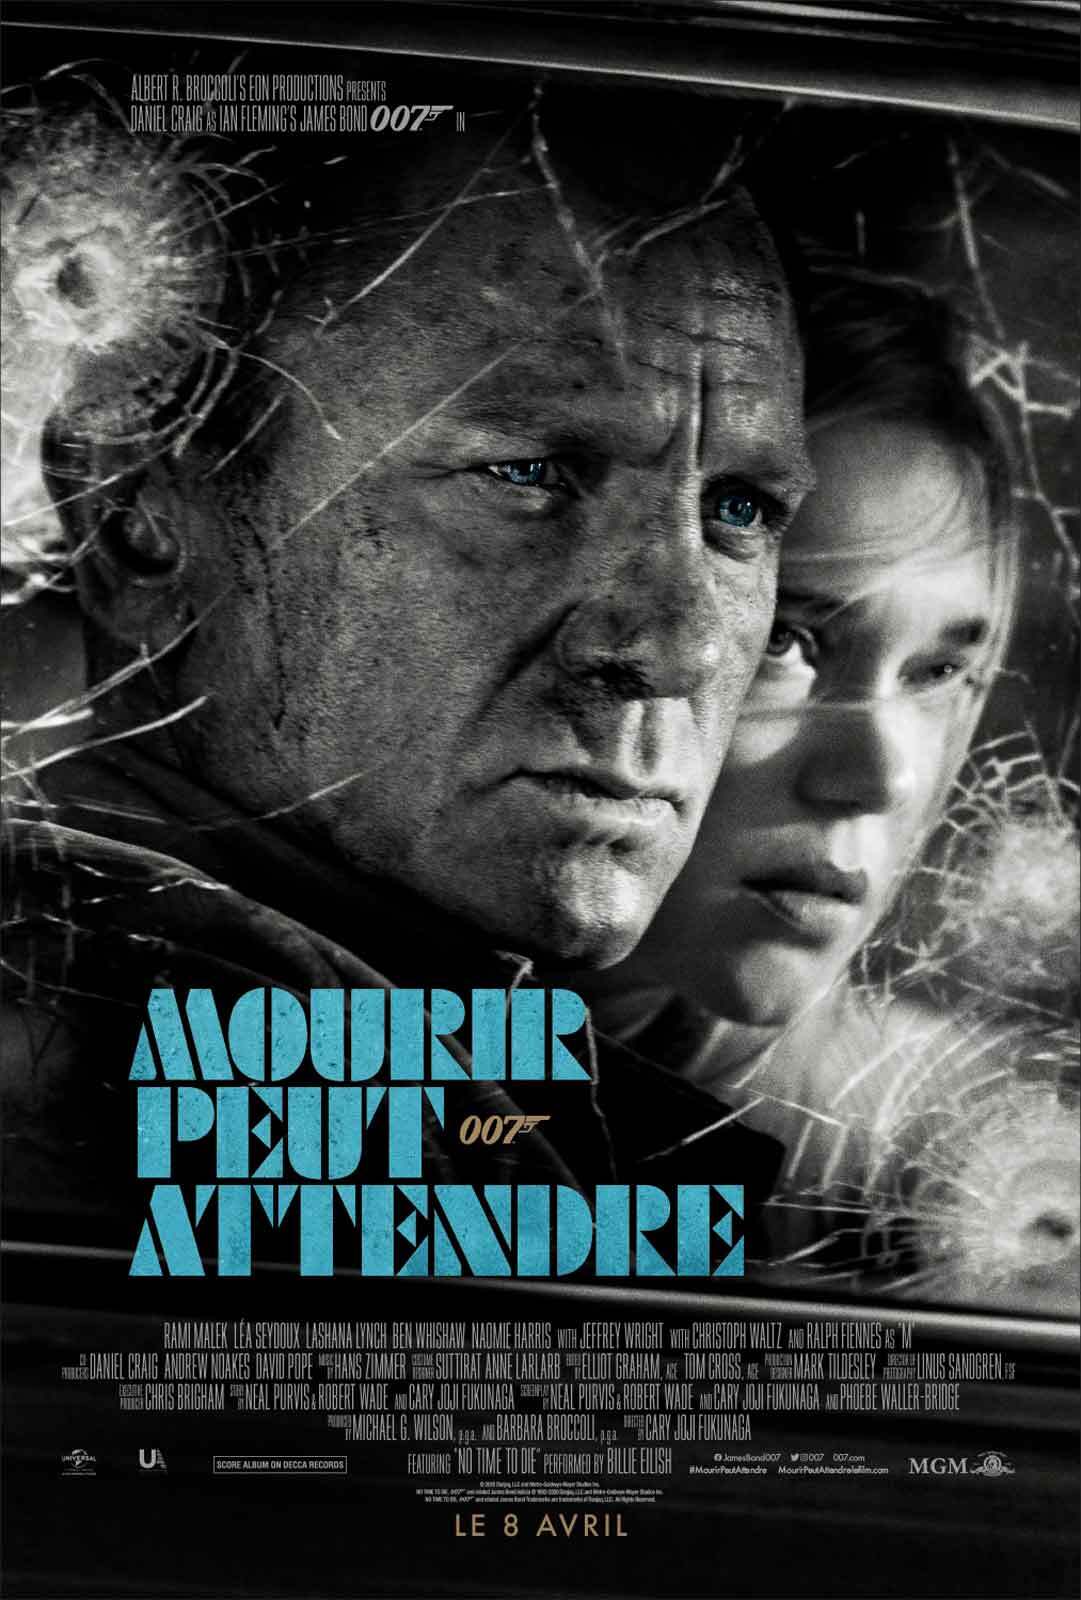 ALBERT R. BROCCOLI'S EON PRODUCTIONS PRESENTS
DANIEL CRAIG AS IAN FLEMING'S JAMES BOND 007 IN
MOURIR
PEUT 007
ATTENDRE
RAMI MALEK LÉA SEYDOUX LASHANA LYNCH BEN WHISHAW NAOMIE HARRIS WITH JEFFREY WRIGHT WITH CHRISTOPH WALTZ AND RALPH FIENNES AS "M"
CO PRODUCERS DANIEL CRAIG ANDREW NOAKES DAVID POPE MUSIC BY HANS ZIMMER COSTUME DESIGNER SUTTIRAT ANNE LARLARB EDITED BY ELLIOT GRAHAM, ACE TOM CROSS, ACE PRODUCTION DESIGNER MARK TILDESLEY DIRECTOR OF PHOTOGRAPHY LINUS SANDGREN, FSF
EXECUTIVE PRODUCER CHRIS BRIGHAM STORY BY NEAL PURVIS & ROBERT WADE AND CARY JOJI FUKUNAGA SCREENPLAY BY NEAL PURVIS & ROBERT WADE AND CARY JOJI FUKUNAGA AND PHOEBE WALLER-BRIDGE
PRODUCED BY MICHAEL G. WILSON, p.g.a. AND BARBARA BROCCOLI, p.g.a. DIRECTED BY CARY JOJI FUKUNAGA
UNIVERSAL
SCORE ALBUM ON DECCA RECORDS
FEATURING "NO TIME TO DIE" PERFORMED BY BILLIE EILISH
JamesBond007 007 007.com
#MourirPeutAttendre MourirPeutAttendrelefilm.com
MGM
LE 8 AVRIL